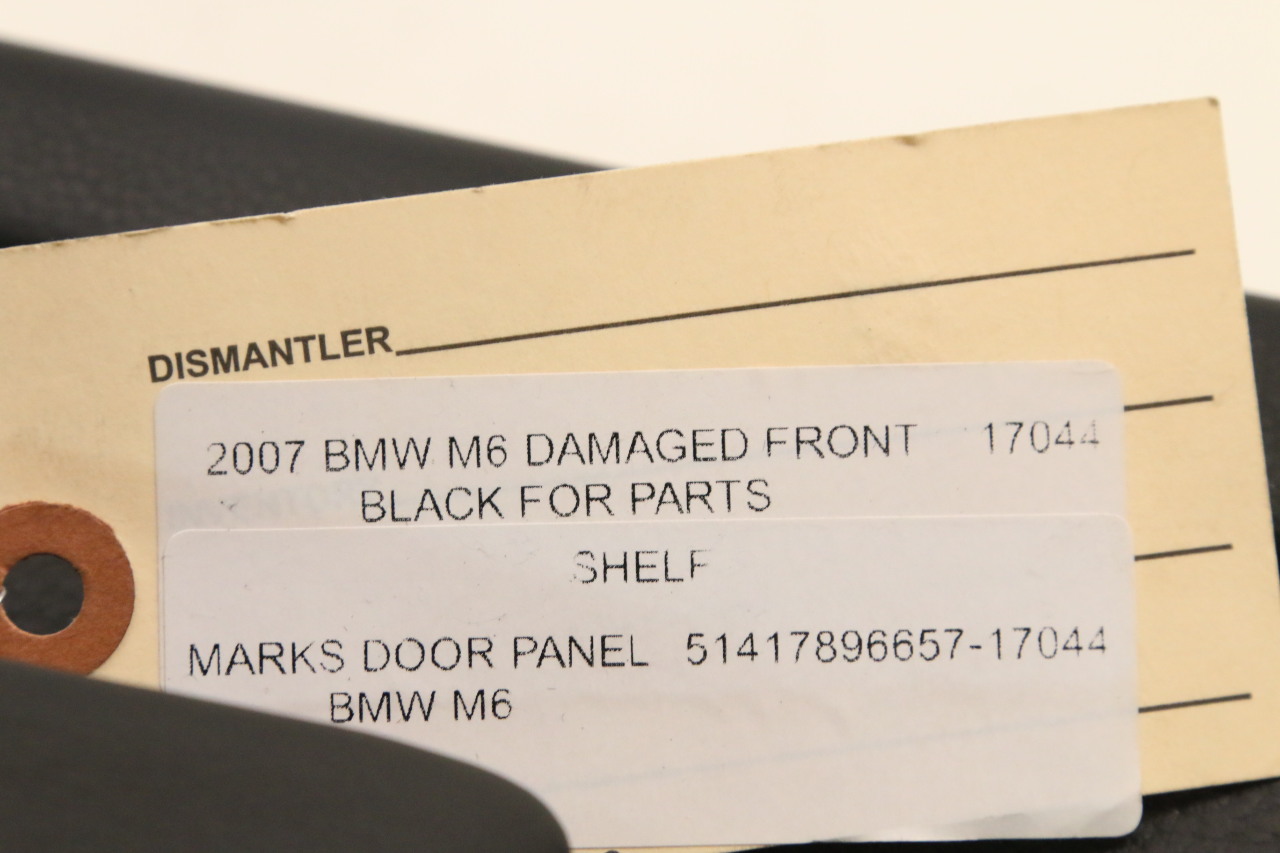 DISMANTLER
2007 BMW M6 DAMAGED FRONT 17044
BLACK FOR PARTS
SHELF
MARKS DOOR PANEL 51417896657-17044
BMW M6